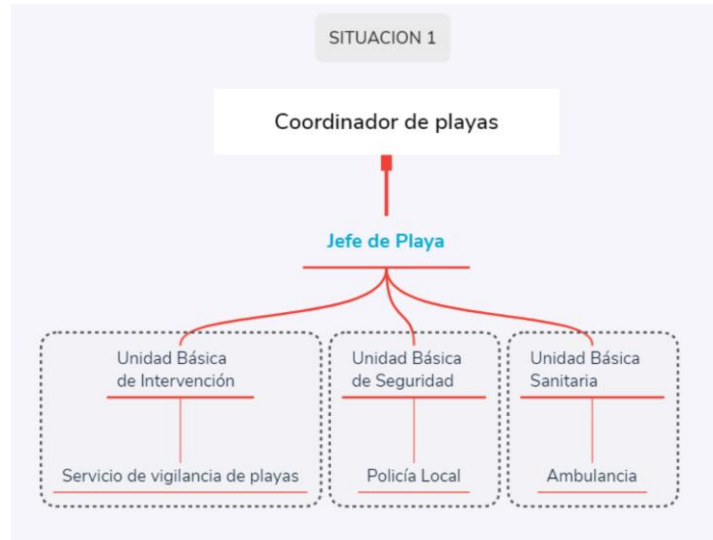 SITUACION 1
Coordinador de playas
Jefe de Playa
Unidad Básica
de Intervención
Unidad Básica
de Seguridad
Unidad Básica
Sanitaria
Servicio de vigilancia de playas
Policía Local
Ambulancia